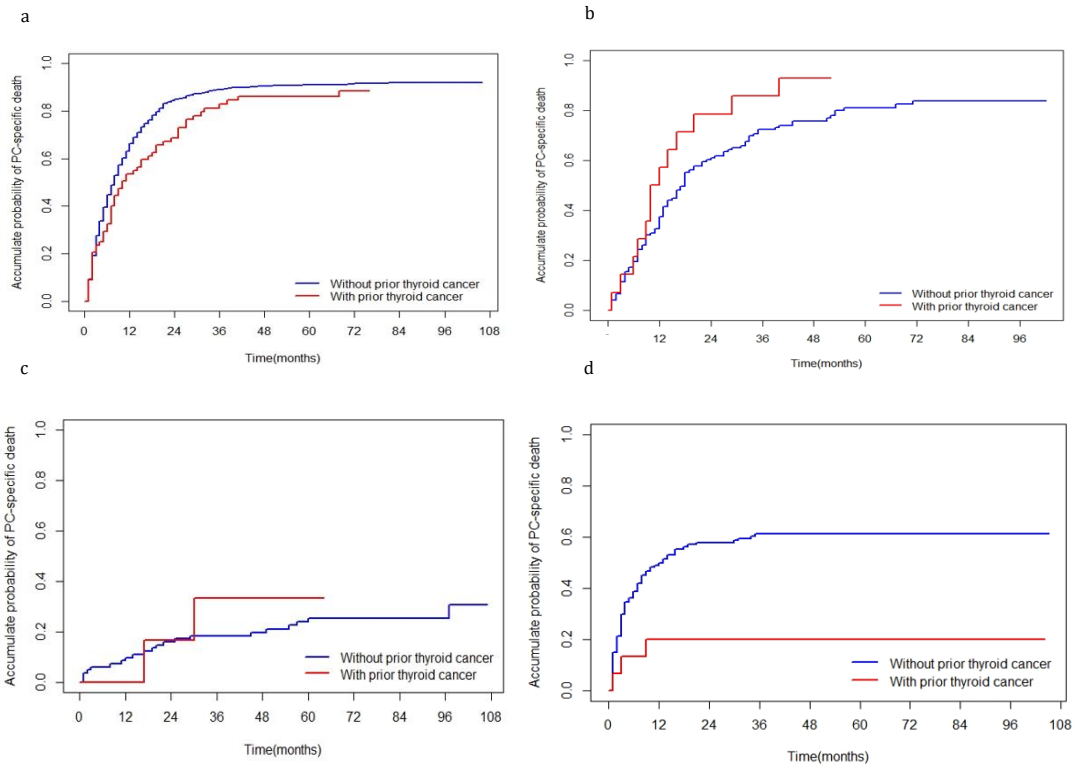 a
Accumulate probability of PC-specific death
0.0 0.2 0.4 0.6 0.8 1.0
Without prior thyroid cancer
With prior thyroid cancer
0 12 24 36 48 60 72 84 96 108
Time(months)
b
Accumulate probability of PC-specific death
0.0 0.2 0.4 0.6 0.8 1.0
Without prior thyroid cancer
With prior thyroid cancer
12 24 36 48 60 72 84 96
Time(months)
c
Accumulate probability of PC-specific death
0.0 0.2 0.4 0.6 0.8 1.0
Without prior thyroid cancer
With prior thyroid cancer
0 12 24 36 48 60 72 84 96 108
Time(months)
d
Accumulate probability of PC-specific death
0.0 0.2 0.4 0.6 0.8 1.0
Without prior thyroid cancer
With prior thyroid cancer
0 12 24 36 48 60 72 84 96 108
Time(months)